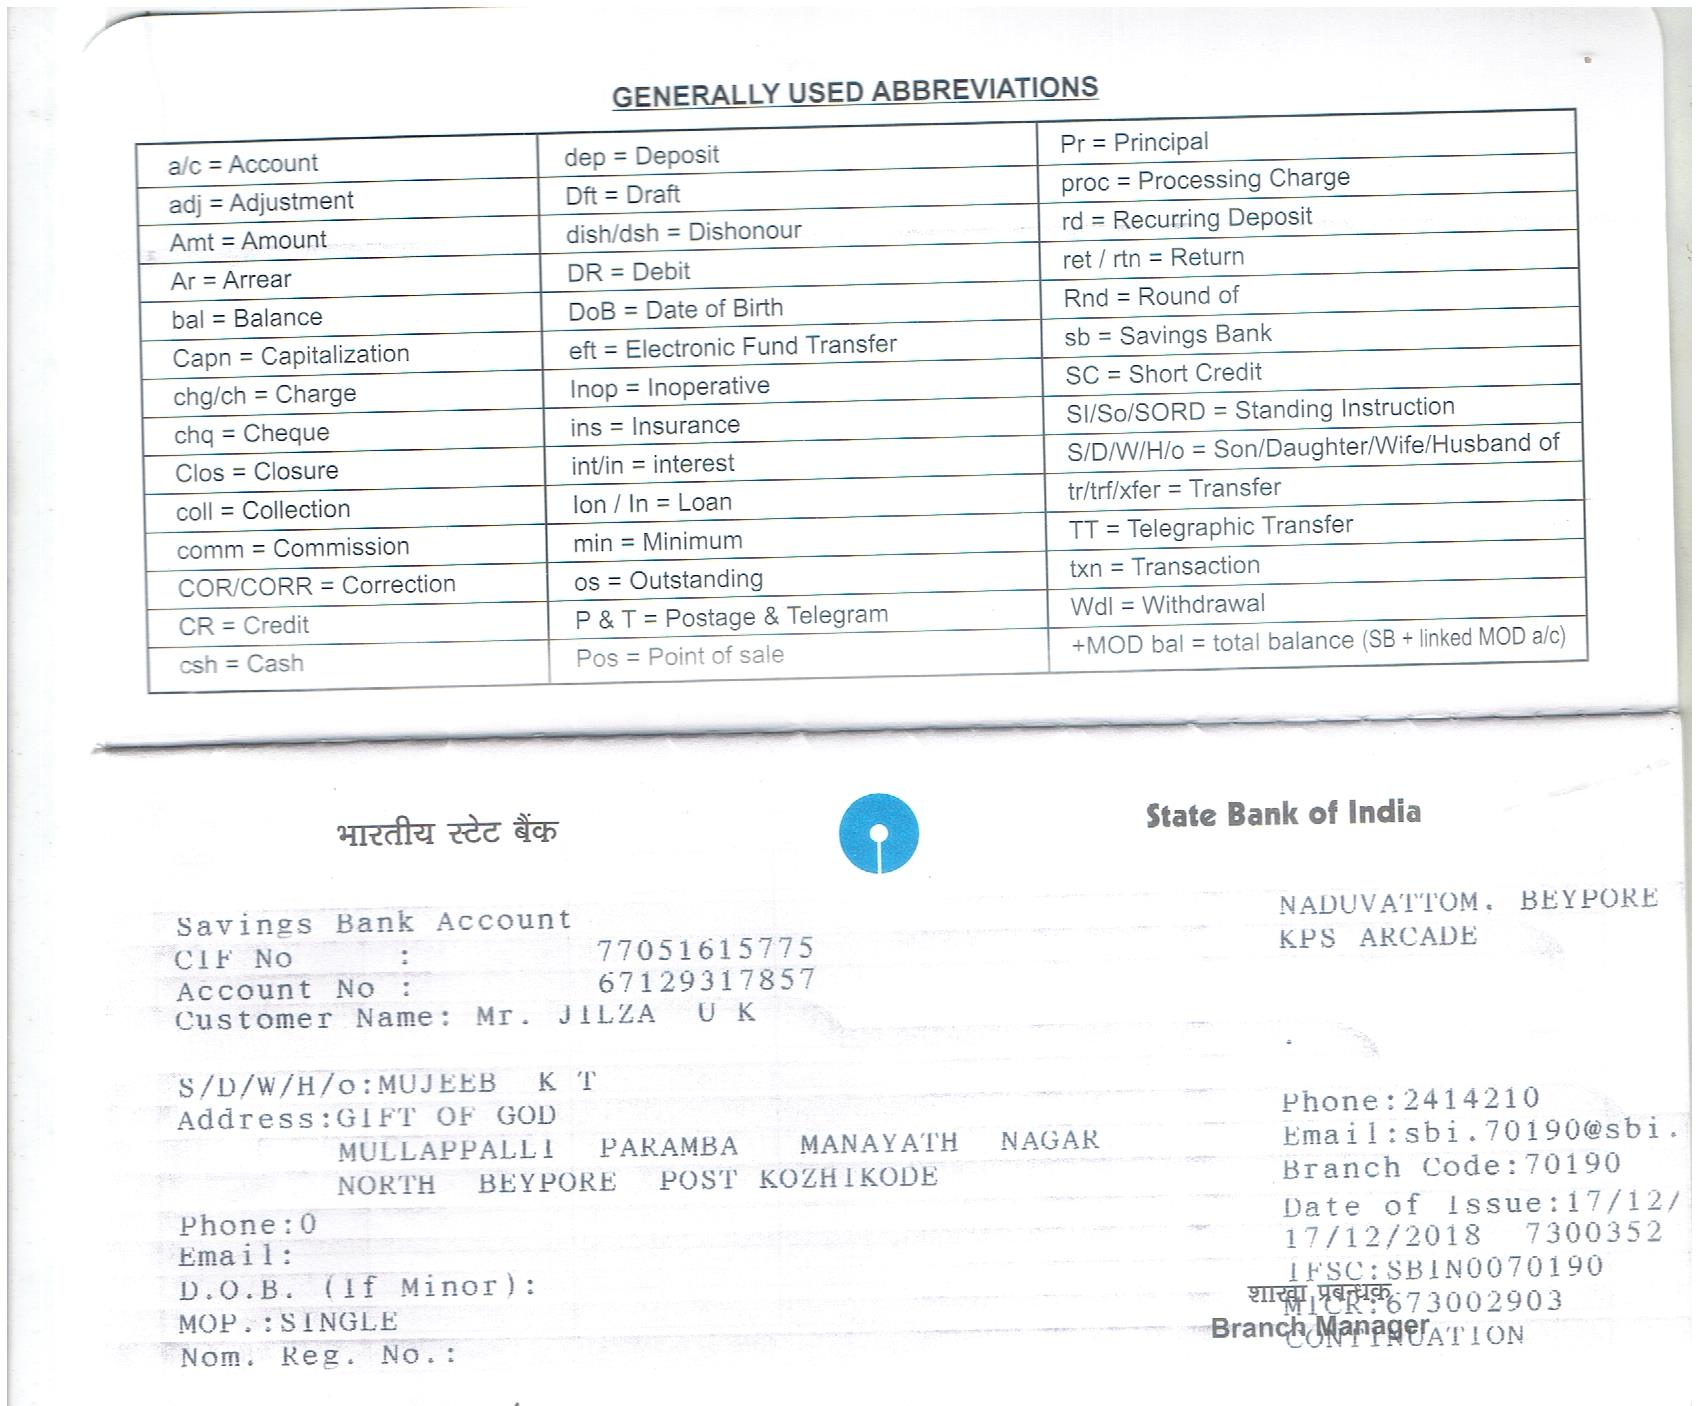 GENERALLY USED ABBREVIATIONS
a/c = Account
adj = Adjustment
Amt = Amount
Ar = Arrear
bal = Balance
Capn = Capitalization
chg/ch = Charge
chq = Cheque
Clos = Closure
coll = Collection
comm = Commission
COR/CORR = Correction
CR = Credit
csh = Cash
dep = Deposit
Dft = Draft
dish/dsh = Dishonour
DR = Debit
DoB = Date of Birth
eft = Electronic Fund Transfer
Inop = Inoperative
ins = Insurance
int/in = interest
lon / ln = Loan
min = Minimum
os = Outstanding
P & T = Postage & Telegram
Pos = Point of sale
Pr = Principal
proc = Processing Charge
rd = Recurring Deposit
ret / rtn = Return
Rnd = Round of
sb = Savings Bank
SC = Short Credit
SI/So/SORD = Standing Instruction
S/D/W/H/o = Son/Daughter/Wife/Husband of
tr/trf/xfer = Transfer
TT = Telegraphic Transfer
txn = Transaction
Wdl = Withdrawal
+MOD bal = total balance (SB + linked MOD a/c)
भारतीय स्टेट बैंक
State Bank of India
Savings Bank Account
CIF No : 77051615775
Account No : 67129317857
Customer Name: Mr. JILZA U K
S/D/W/H/o:MUJEEB K T
Address:GIFT OF GOD
MULLAPPALLI PARAMBA MANAYATH NAGAR
NORTH BEYPORE POST KOZHIKODE
Phone:0
Email:
D.O.B. (If Minor):
MOP.:SINGLE
Nom. Reg. No.:
NADUVATTOM, BEYPORE
KPS ARCADE
Phone:2414210
Email:sbi.70190@sbi.
Branch Code:70190
Date of Issue:17/12/
17/12/2018 7300352
IFSC:SBIN0070190
शाखा प्रबन्धक
MICR:673002903
Branch Manager
CONTINUATION